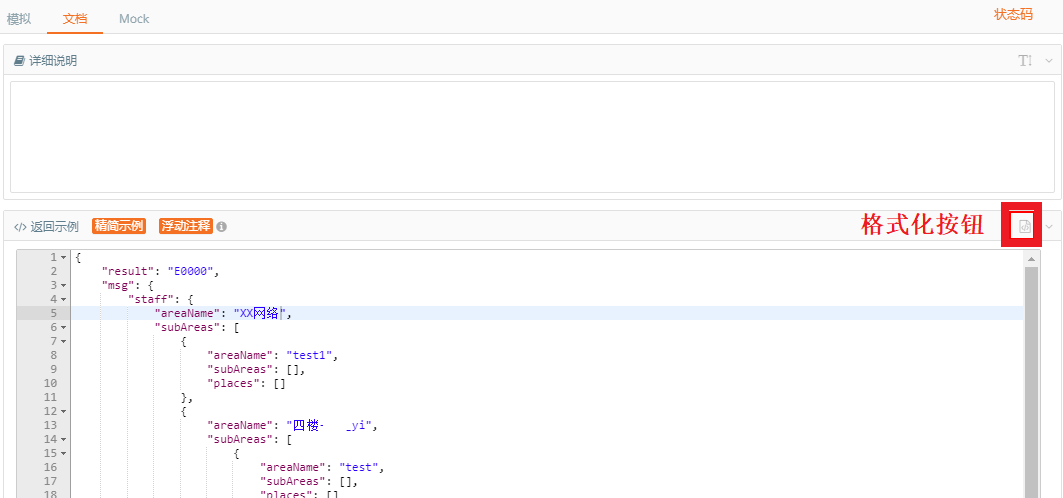 模拟 文档 Mock 状态码
详细说明
返回示例 精简示例 浮动注释 格式化按钮
1 {
2 "result": "E0000",
3 "msg": {
4 "staff": {
5 "areaName": "XX网络",
6 "subAreas": [
7 {
8 "areaName": "test1",
9 "subAreas": [],
10 "places": []
11 },
12 {
13 "areaName": "四楼- _yi",
14 "subAreas": [
15 {
16 "areaName": "test",
17 "subAreas": [],
18 "places": []